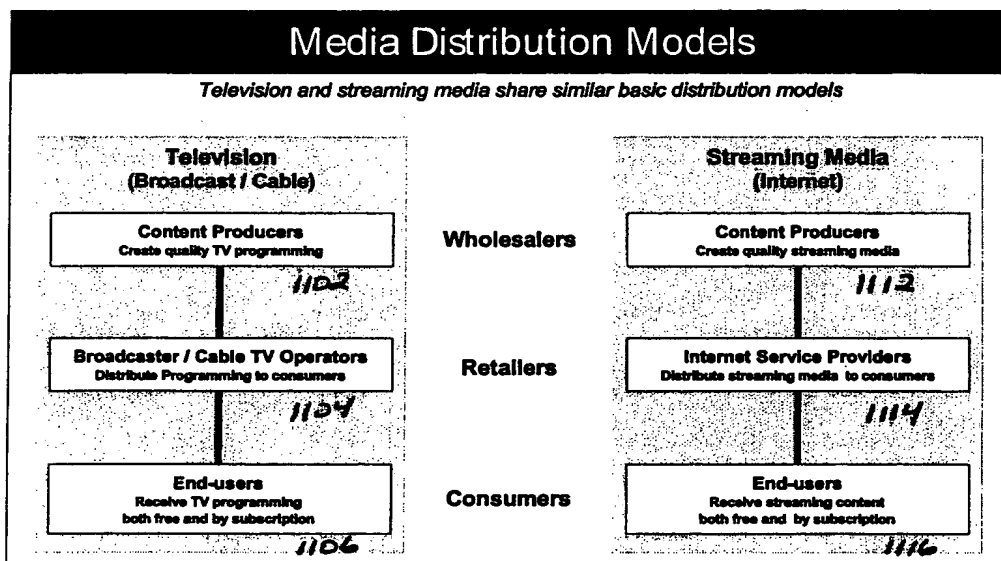 Media Distribution Models
Television and streaming media share similar basic distribution models
Television
(Broadcast / Cable)
Content Producers
Create quality TV programming
1102
Broadcaster / Cable TV Operators
Distribute Programming to consumers
1104
End-users
Receive TV programming
both free and by subscription
1106
Wholesalers
Retailers
Consumers
Streaming Media
(Internet)
Content Producers
Create quality streaming media
1112
Internet Service Providers
Distribute streaming media to consumers
1114
End-users
Receive streaming content
both free and by subscription
1116